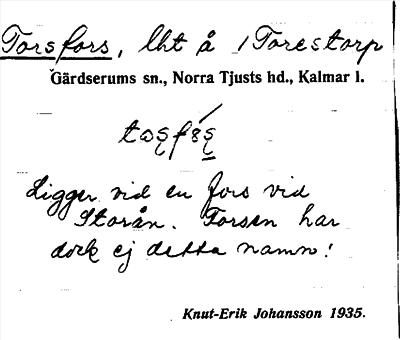 Torsfors, lht å Torestorp
Gärdserums sn., Norra Tjusts hd., Kalmar l.
Ligger vid en fors vid
Storån. Forsen har
dock ej detta namn!
Knut-Erik Johansson 1935.